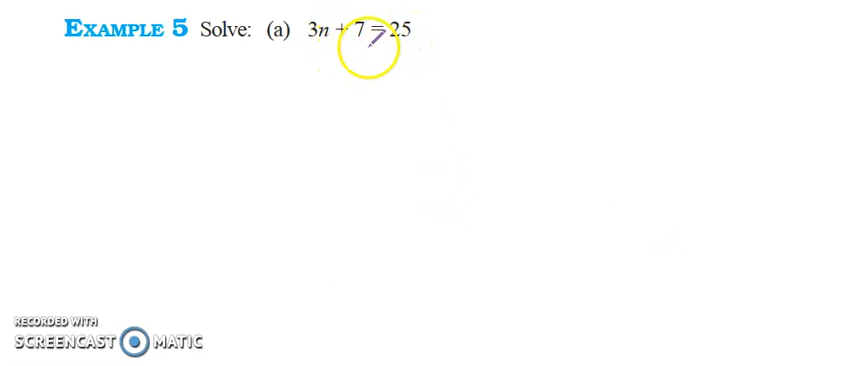 EXAMPLE 5 Solve: (a) 3n + 7 = 25
RECORDED WITH
SCREENCAST MATIC